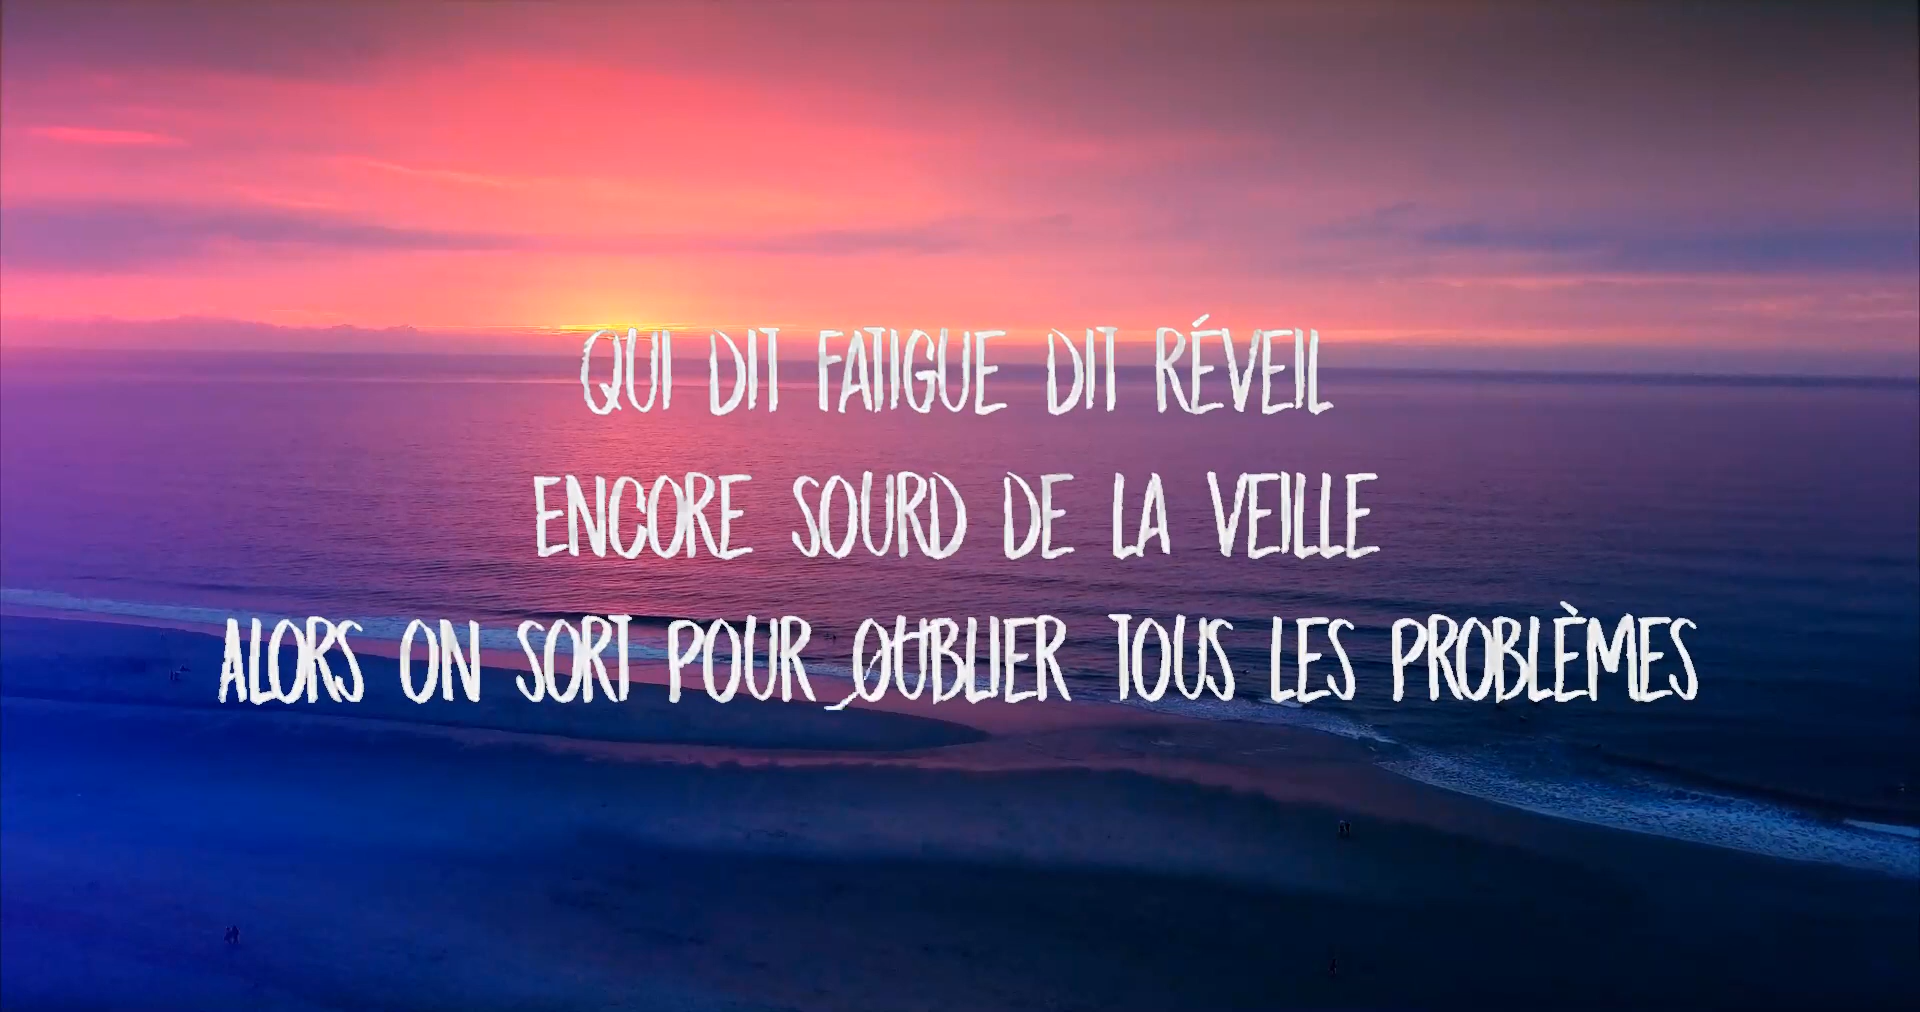 QUI DIT FATIGUE DIT RÉVEIL
ENCORE SOURD DE LA VEILLE
ALORS ON SORT POUR OUBLIER TOUS LES PROBLÈMES